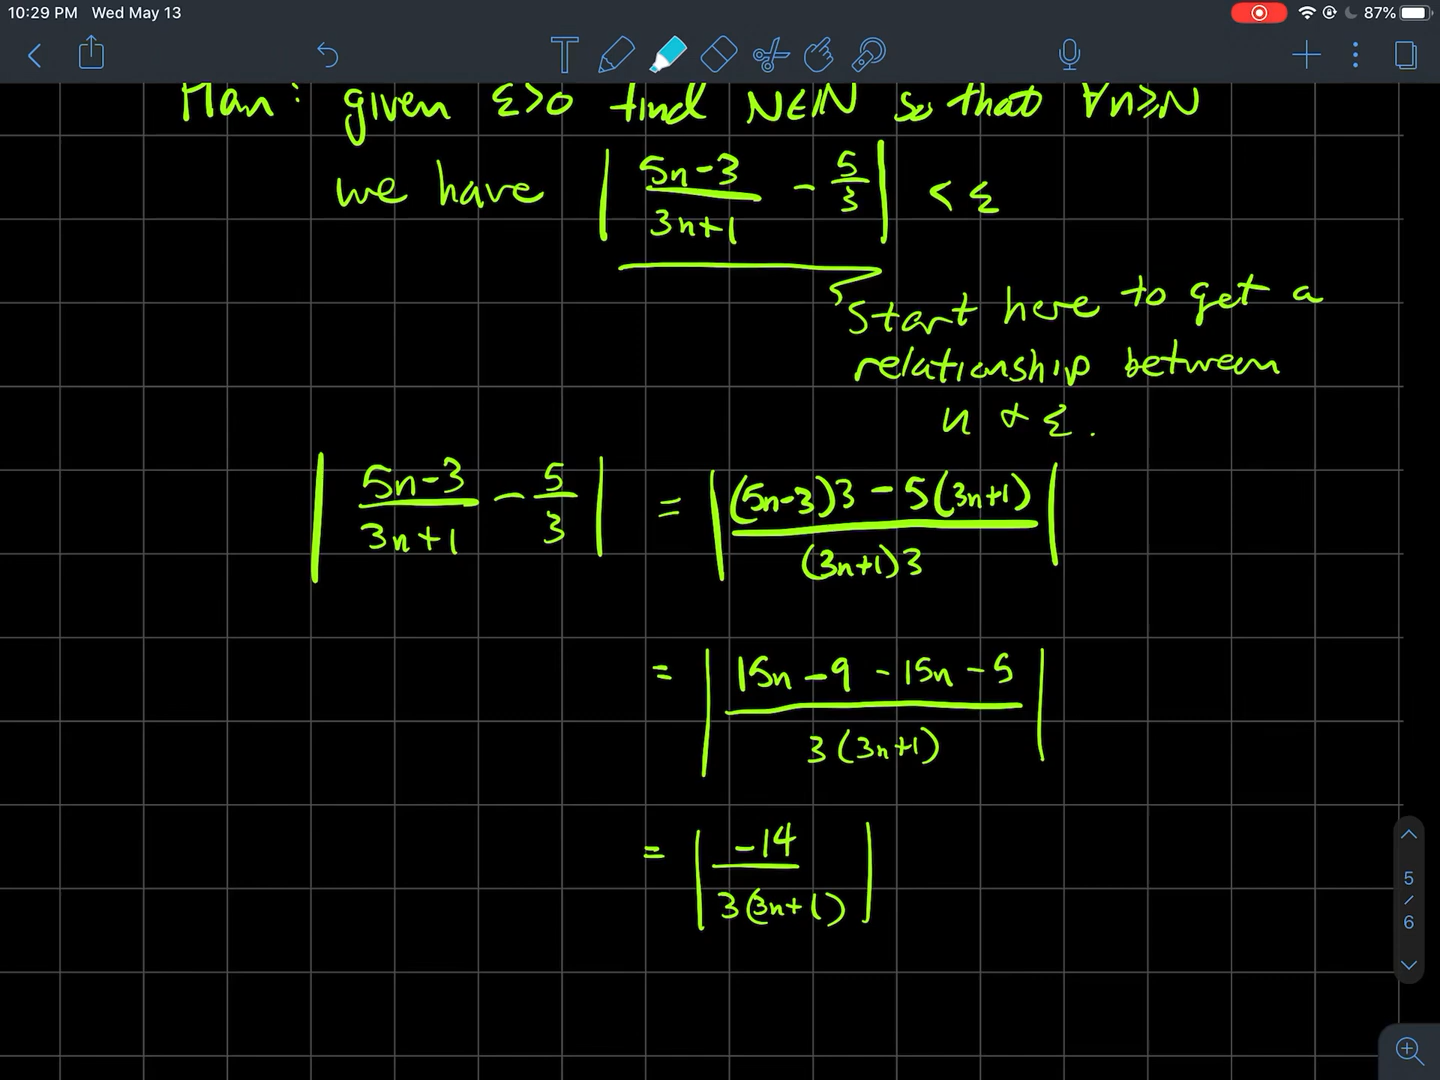 10:29 PM Wed May 13
87%
Plan: given ε>0 find N∈ℕ so that ∀n≥N
we have | (5n-3)/(3n+1) - 5/3 | < ε
Start here to get a
relationship between
n & ε.
| (5n-3)/(3n+1) - 5/3 | = | ((5n-3)3 - 5(3n+1))/((3n+1)3) |
= | (15n - 9 - 15n - 5)/(3(3n+1)) |
= | -14/(3(3n+1)) |
5
/
6